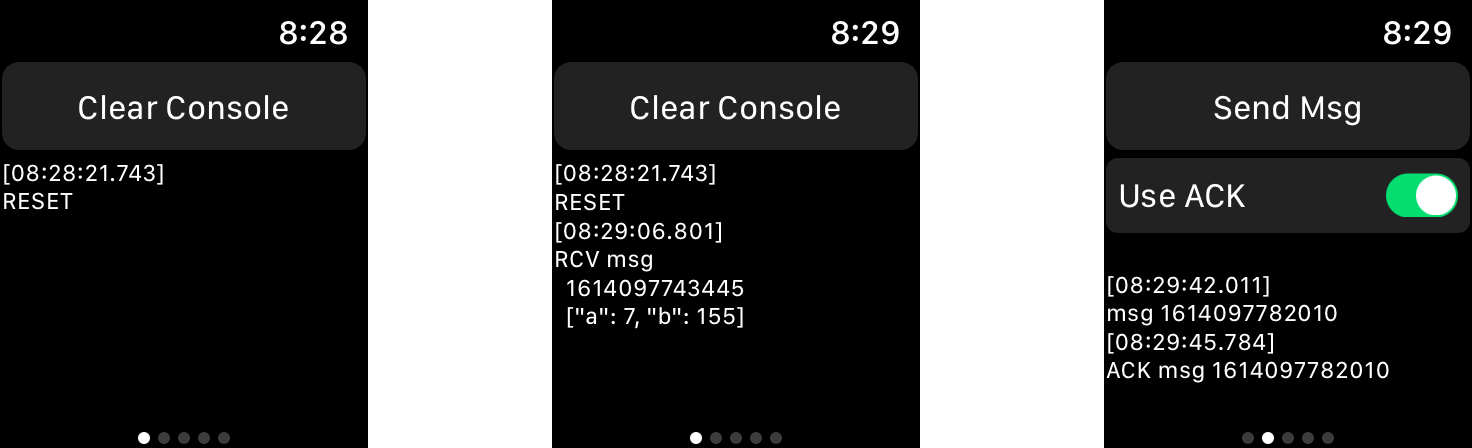 8:28
Clear Console
[08:28:21.743]
RESET
8:29
Clear Console
[08:28:21.743]
RESET
[08:29:06.801]
RCV msg
1614097743445
["a": 7, "b": 155]
8:29
Send Msg
Use ACK
[08:29:42.011]
msg 1614097782010
[08:29:45.784]
ACK msg 1614097782010